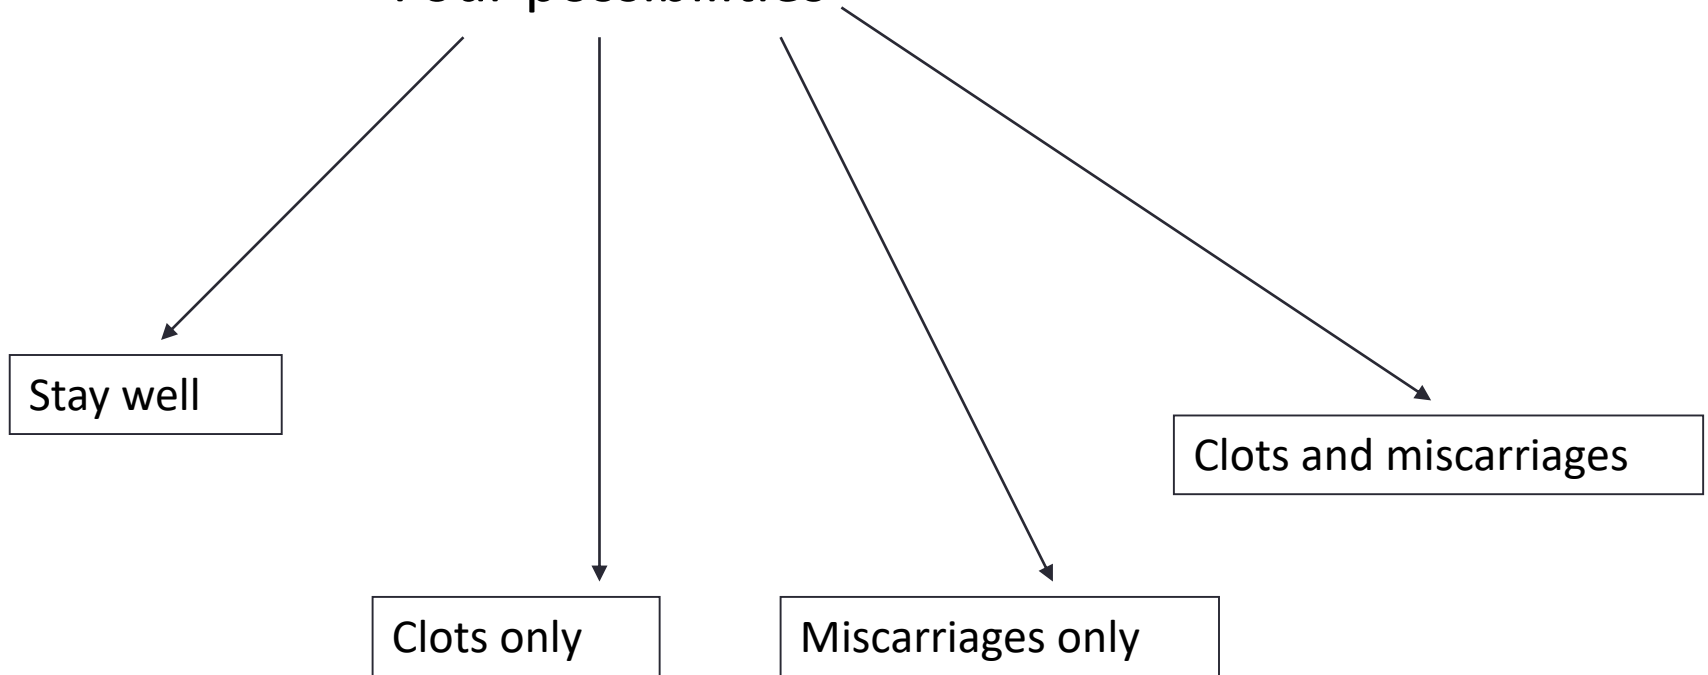 Four possibilities
Stay well
Clots and miscarriages
Clots only
Miscarriages only